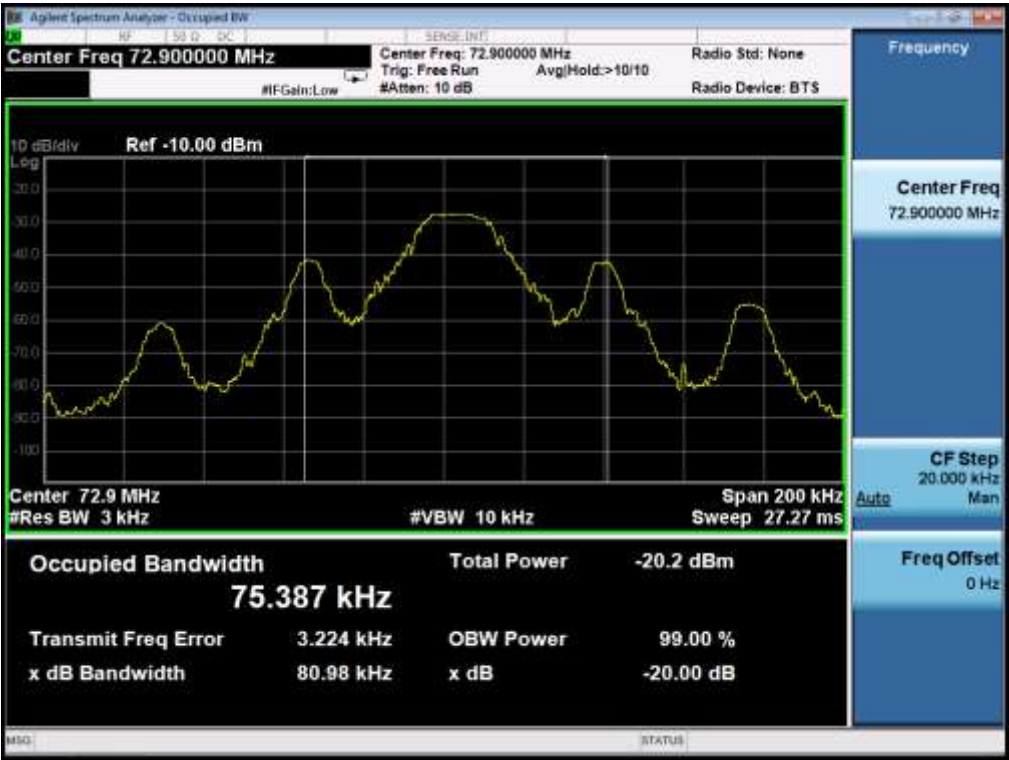 Agilent Spectrum Analyzer - Occupied BW
RF 50 Ω DC SENSE:INT
Center Freq 72.900000 MHz
Center Freq: 72.900000 MHz
Radio Std: None
Trig: Free Run Avg|Hold:>10/10
#IFGain:Low
#Atten: 10 dB
Radio Device: BTS
10 dB/div Ref -10.00 dBm
Log
-20.0
-30.0
-40.0
-50.0
-60.0
-70.0
-80.0
-90.0
-100
Center 72.9 MHz Span 200 kHz
#Res BW 3 kHz #VBW 10 kHz Sweep 27.27 ms
Occupied Bandwidth Total Power -20.2 dBm
75.387 kHz
Transmit Freq Error 3.224 kHz OBW Power 99.00 %
x dB Bandwidth 80.98 kHz x dB -20.00 dB
MSG STATUS
Frequency
Center Freq
72.900000 MHz
CF Step
20.000 kHz
Auto Man
Freq Offset
0 Hz